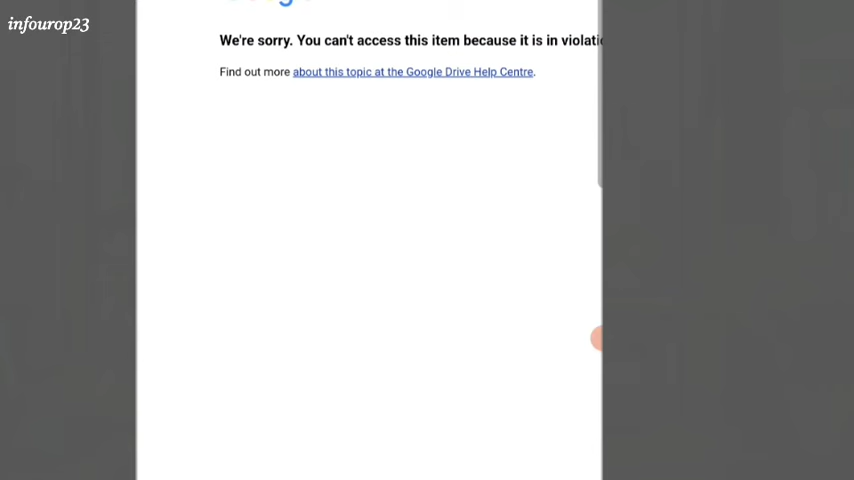 infourop23
We're sorry. You can't access this item because it is in
Find out more about this topic at the Google Drive Help Centre.